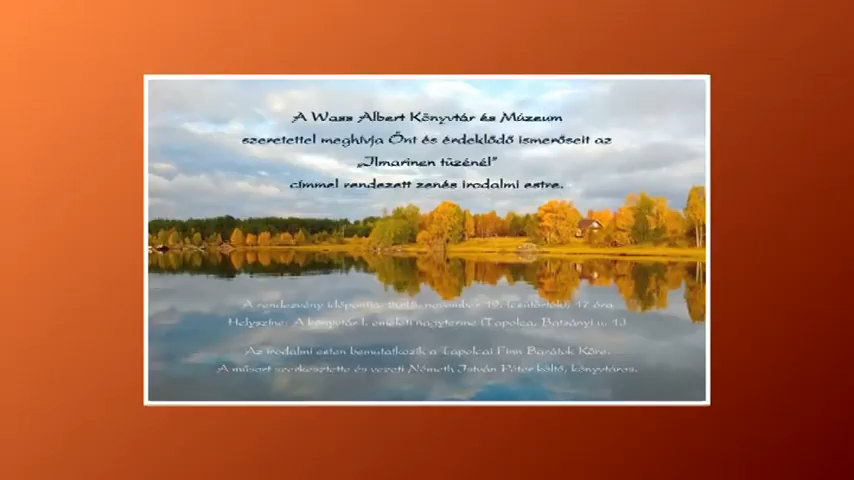 A Wass Albert Könyvtár és Múzeum
szeretettel meghívja Önt és érdeklődő ismerőseit az
„Ilmarinen tüzénél”
címmel rendezett zenés irodalmi estre.
A rendezvény időpontja: 2015. november 19. (csütörtök), 17 óra
Helyszíne: A könyvtár I. emeleti nagyterme (Tapolca, Batsányi u. 1.)
Az irodalmi esten bemutatkozik a Tapolcai Finn Barátok Köre.
A műsort szerkesztette és vezeti Németh István Péter költő, könyvtáros.